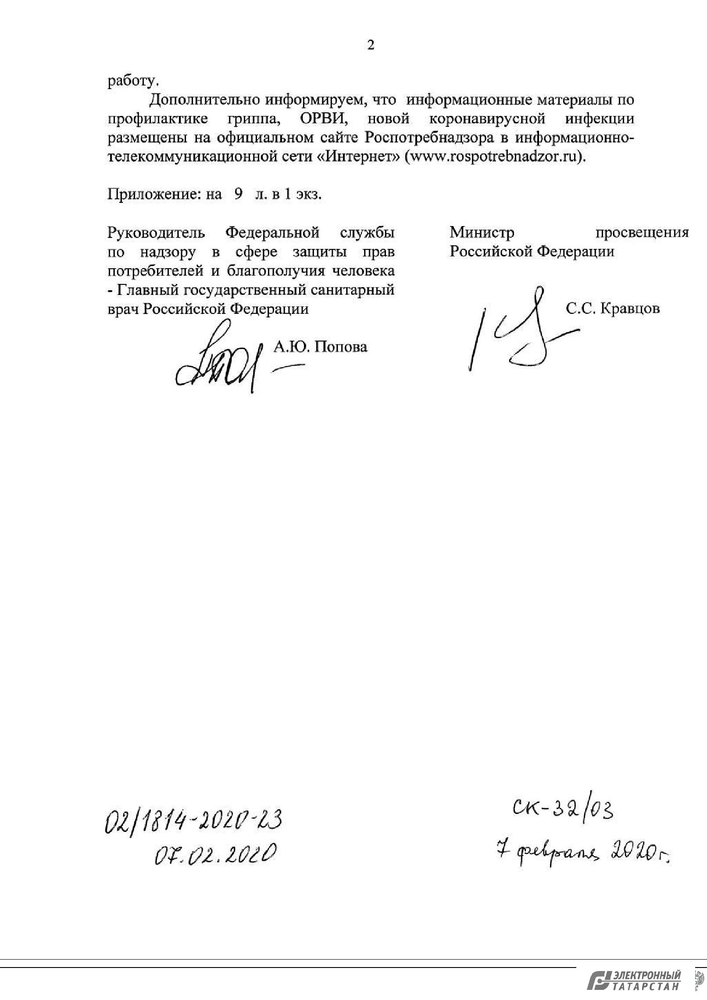 2
работу.
Дополнительно информируем, что информационные материалы по
профилактике гриппа, ОРВИ, новой коронавирусной инфекции
размещены на официальном сайте Роспотребнадзора в информационно-
телекоммуникационной сети «Интернет» (www.rospotrebnadzor.ru).
Приложение: на 9 л. в 1 экз.
Руководитель Федеральной службы
по надзору в сфере защиты прав
потребителей и благополучия человека
- Главный государственный санитарный
врач Российской Федерации
А.Ю. Попова
Министр просвещения
Российской Федерации
С.С. Кравцов
02/1814-2020-23
07.02.2020
СК-32/03
7 февраля 2020г.
ЭЛЕКТРОННЫЙ
ТАТАРСТАН